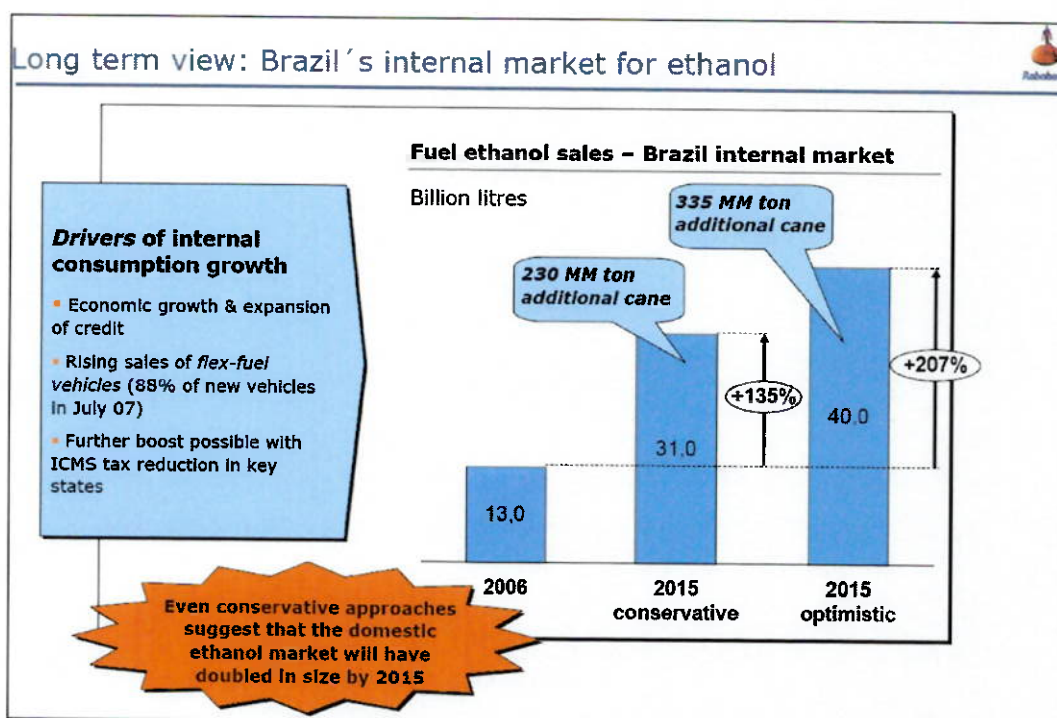 Long term view: Brazil´s internal market for ethanol
Drivers of internal
consumption growth
▪ Economic growth & expansion
of credit
▪ Rising sales of flex-fuel
vehicles (88% of new vehicles
in July 07)
▪ Further boost possible with
ICMS tax reduction in key
states
Fuel ethanol sales – Brazil internal market
Billion litres
335 MM ton
additional cane
230 MM ton
additional cane
+207%
+135%
40,0
31,0
13,0
2006
2015
conservative
2015
optimistic
Even conservative approaches
suggest that the domestic
ethanol market will have
doubled in size by 2015